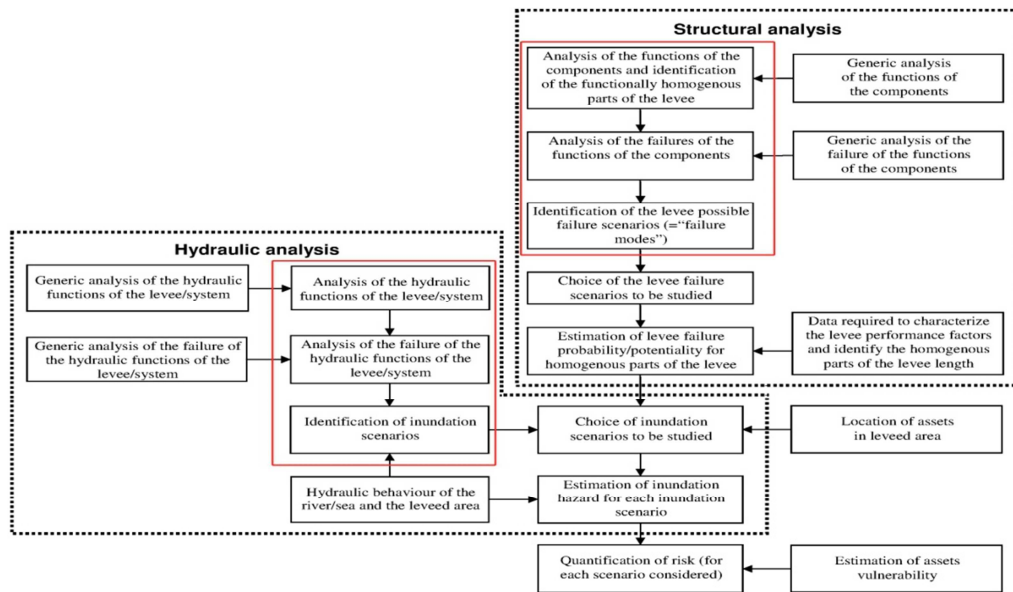 Structural analysis
Analysis of the functions of the
components and identification
of the functionally homogenous
parts of the levee
Generic analysis
of the functions of
the components
Analysis of the failures of the
functions of the components
Generic analysis of the
failure of the functions
of the components
Identification of the levee possible
failure scenarios (=“failure
modes”)
Hydraulic analysis
Generic analysis of the hydraulic
functions of the levee/system
Analysis of the hydraulic
functions of the levee/system
Choice of the levee failure
scenarios to be studied
Generic analysis of the failure of
the hydraulic functions of the
levee/system
Analysis of the failure of the
hydraulic functions of the
levee/system
Estimation of levee failure
probability/potentiality for
homogenous parts of the levee
Data required to characterize
the levee performance factors
and identify the homogenous
parts of the levee length
Identification of inundation
scenarios
Choice of inundation
scenarios to be studied
Location of assets
in leveed area
Hydraulic behaviour of the
river/sea and the leveed area
Estimation of inundation
hazard for each inundation
scenario
Quantification of risk (for
each scenario considered)
Estimation of assets
vulnerability